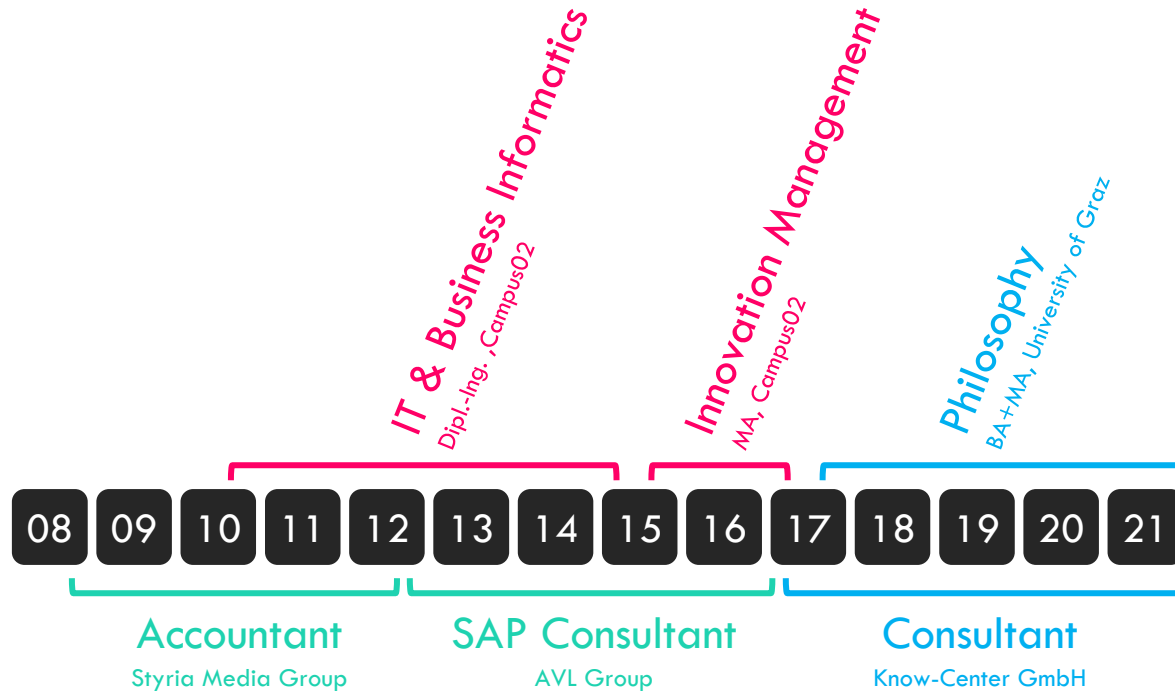 IT & Business Informatics
Dipl.-Ing. ,Campus02
Innovation Management
MA, Campus02
Philosophy
BA+MA, University of Graz
08 09 10 11 12 13 14 15 16 17 18 19 20 21
Accountant
Styria Media Group
SAP Consultant
AVL Group
Consultant
Know-Center GmbH